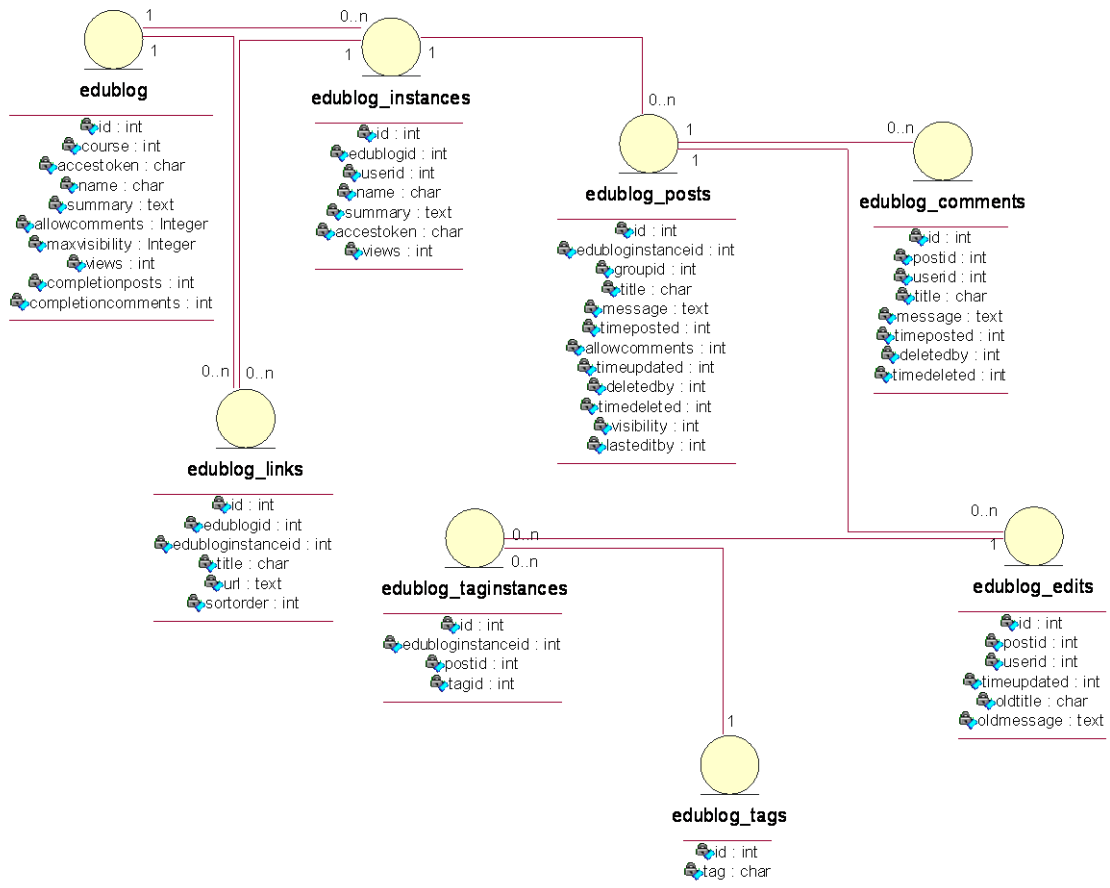 1
0..n
1
1
1
edublog
id : int
course : int
accestoken : char
name : char
summary : text
allowcomments : Integer
maxvisibility : Integer
views : int
completionposts : int
completioncomments : int
edublog_instances
id : int
edublogid : int
userid : int
name : char
summary : text
accestoken : char
views : int
0..n
1
1
0..n
edublog_posts
id : int
edubloginstanceid : int
groupid : int
title : char
message : text
timeposted : int
allowcomments : int
timeupdated : int
deletedby : int
timedeleted : int
visibility : int
lasteditby : int
edublog_comments
id : int
postid : int
userid : int
title : char
message : text
timeposted : int
deletedby : int
timedeleted : int
0..n
0..n
edublog_links
id : int
edublogid : int
edubloginstanceid : int
title : char
url : text
sortorder : int
0..n
0..n
edublog_taginstances
id : int
edubloginstanceid : int
postid : int
tagid : int
0..n
1
edublog_edits
id : int
postid : int
userid : int
timeupdated : int
oldtitle : char
oldmessage : text
1
edublog_tags
id : int
tag : char